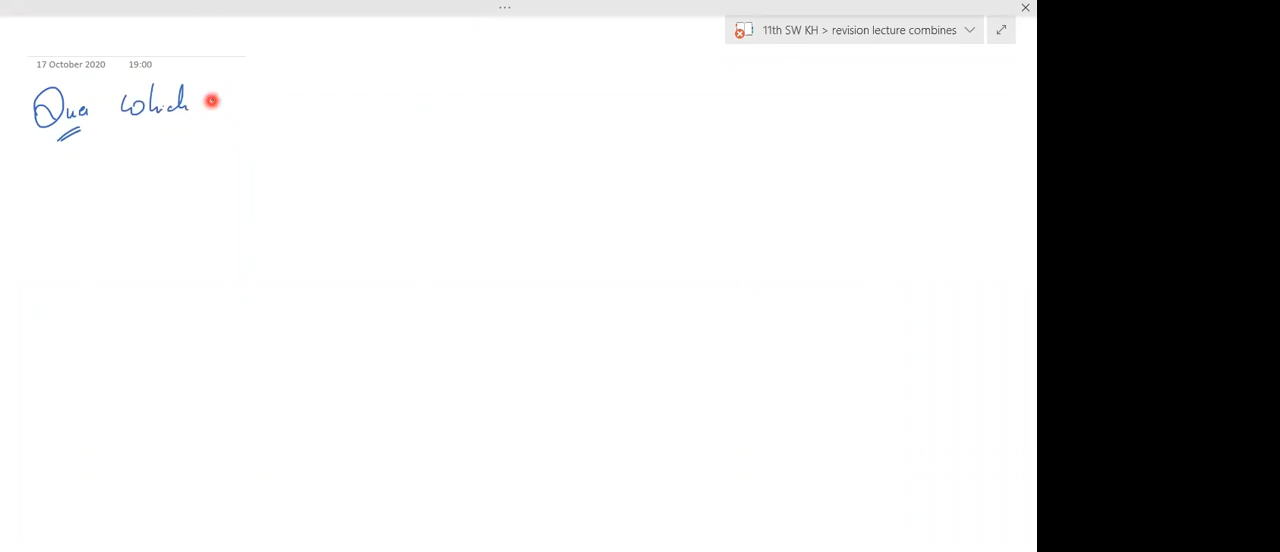 11th SW KH > revision lecture combines
17 October 2020 19:00
Que which